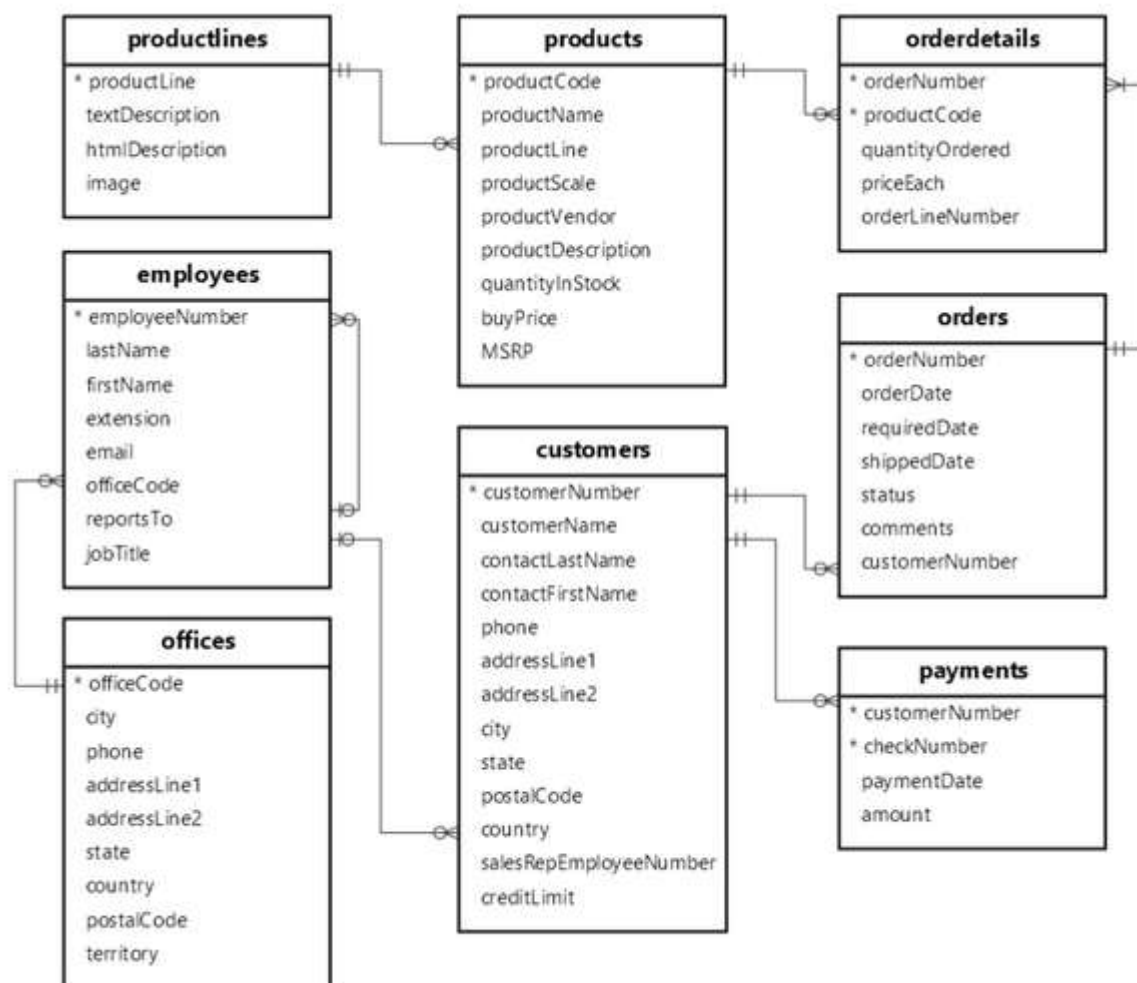 productlines
* productLine
textDescription
htmlDescription
image
products
* productCode
productName
productLine
productScale
productVendor
productDescription
quantityInStock
buyPrice
MSRP
orderdetails
* orderNumber
* productCode
quantityOrdered
priceEach
orderLineNumber
employees
* employeeNumber
lastName
firstName
extension
email
officeCode
reportsTo
jobTitle
customers
* customerNumber
customerName
contactLastName
contactFirstName
phone
addressLine1
addressLine2
city
state
postalCode
country
salesRepEmployeeNumber
creditLimit
orders
* orderNumber
orderDate
requiredDate
shippedDate
status
comments
customerNumber
offices
* officeCode
city
phone
addressLine1
addressLine2
state
country
postalCode
territory
payments
* customerNumber
* checkNumber
paymentDate
amount